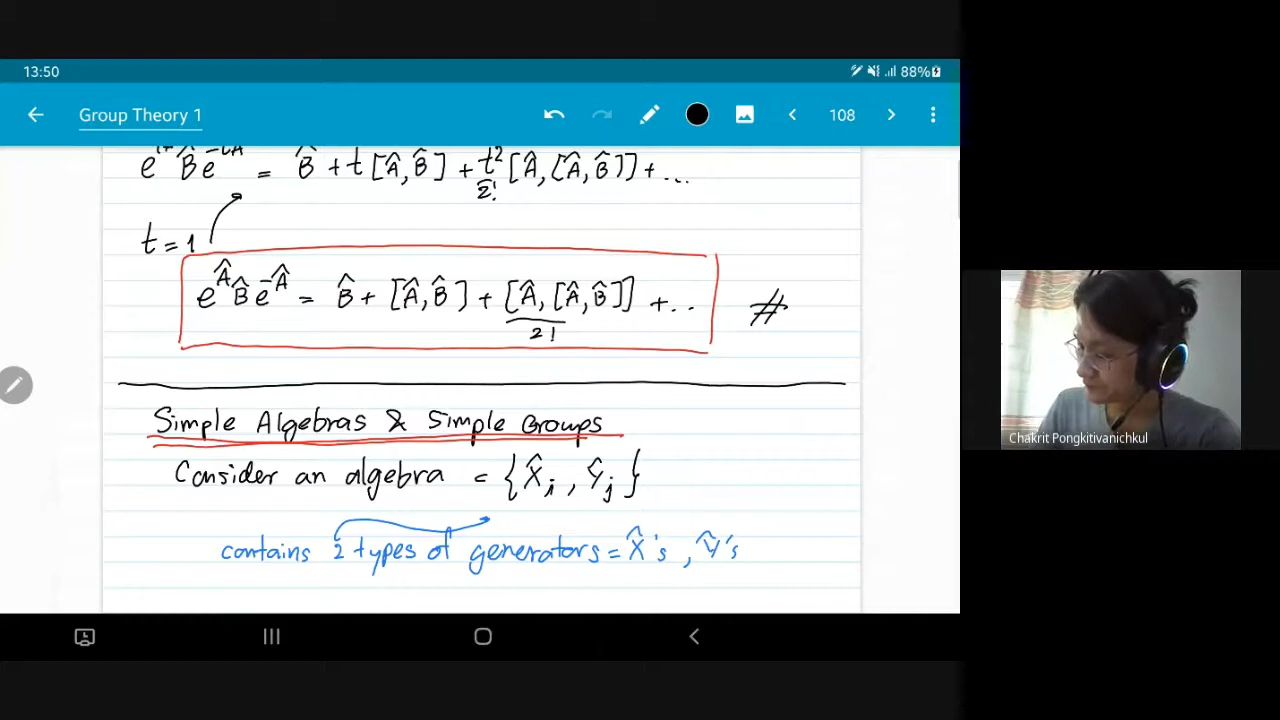 13:50
88%
Group Theory 1
108
e^{tÂ} B̂ e^{-tÂ} = B̂ + t[Â, B̂] + t²/2! [Â, [Â, B̂]] + ...
t = 1
e^Â B̂ e^{-Â} = B̂ + [Â, B̂] + [Â, [Â, B̂]]/2! + ... #
Simple Algebras & Simple Groups
Consider an algebra = {X̂_i, Ŷ_j}
contains 2 types of generators = X̂'s, Ŷ's
Chakrit Pongkitivanichkul